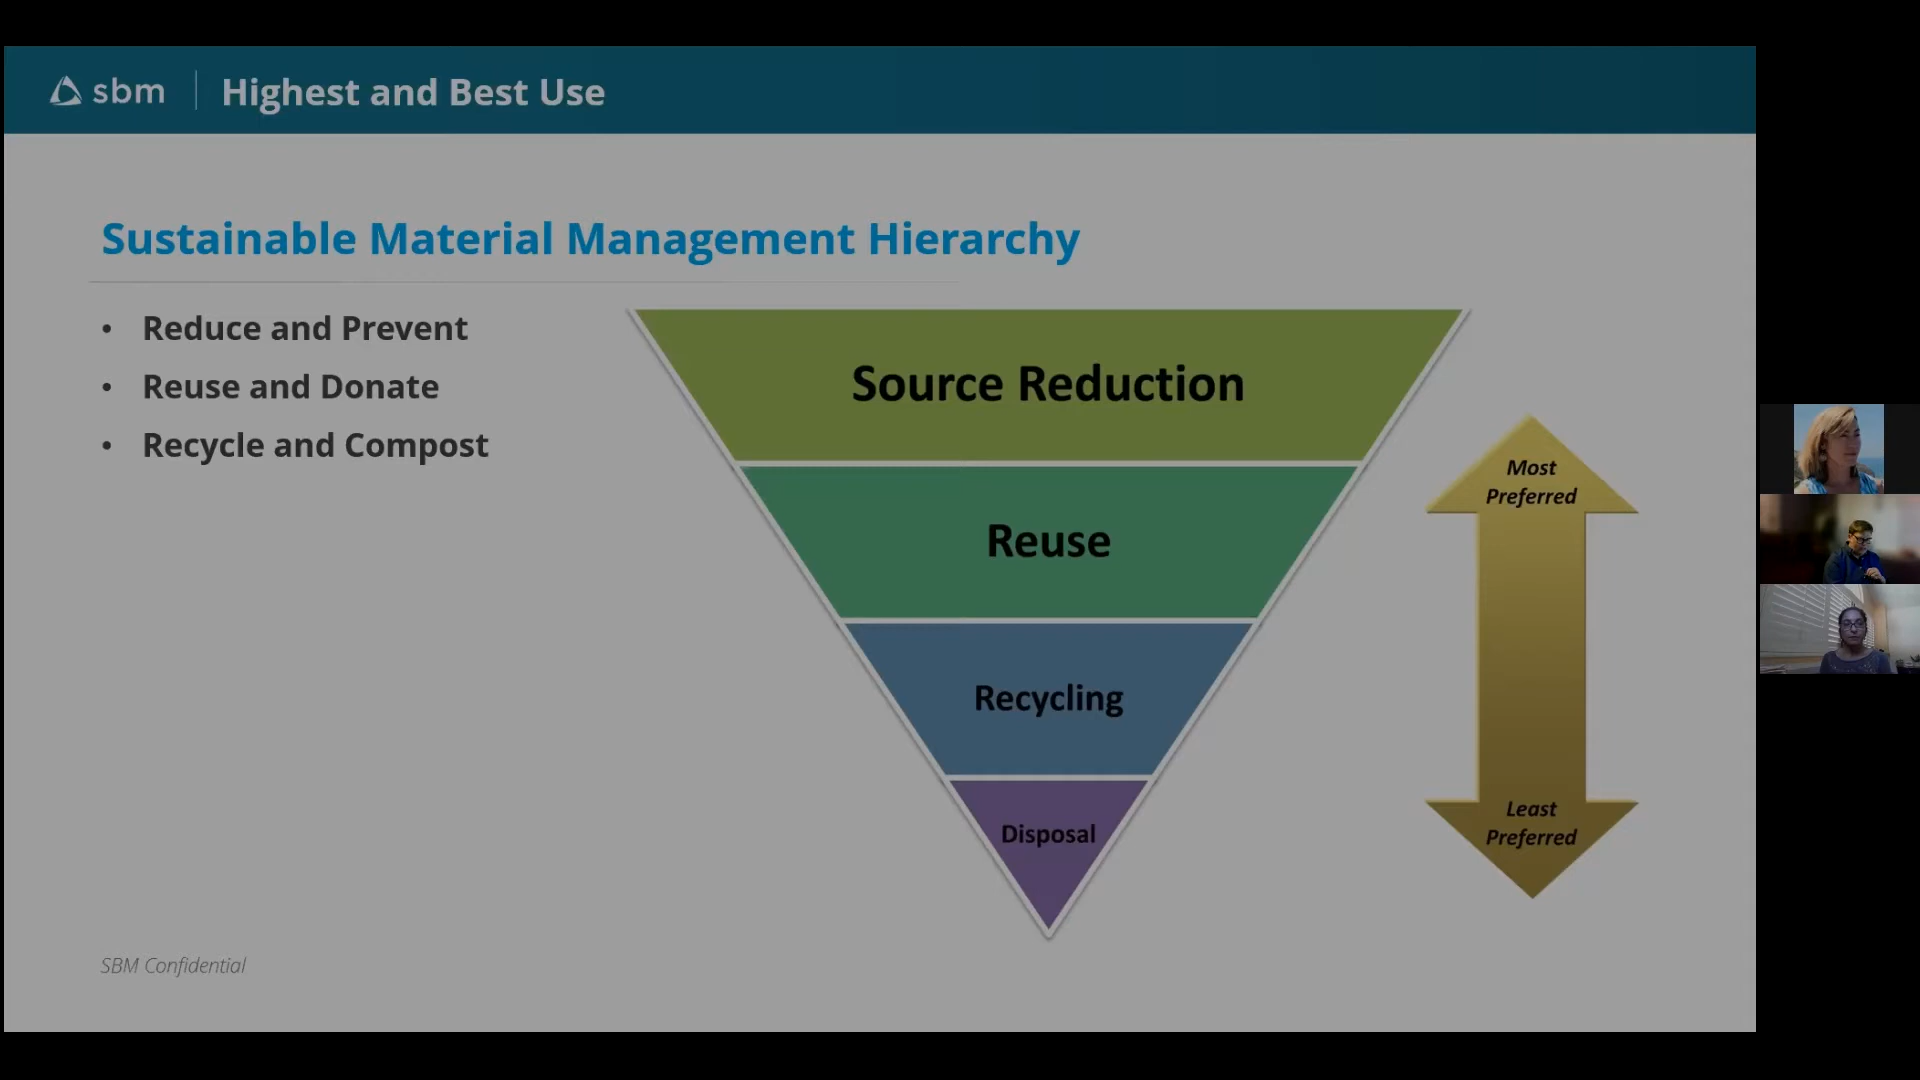 sbm
Highest and Best Use
Sustainable Material Management Hierarchy
• Reduce and Prevent
• Reuse and Donate
• Recycle and Compost
Source Reduction
Reuse
Recycling
Disposal
Most
Preferred
Least
Preferred
SBM Confidential